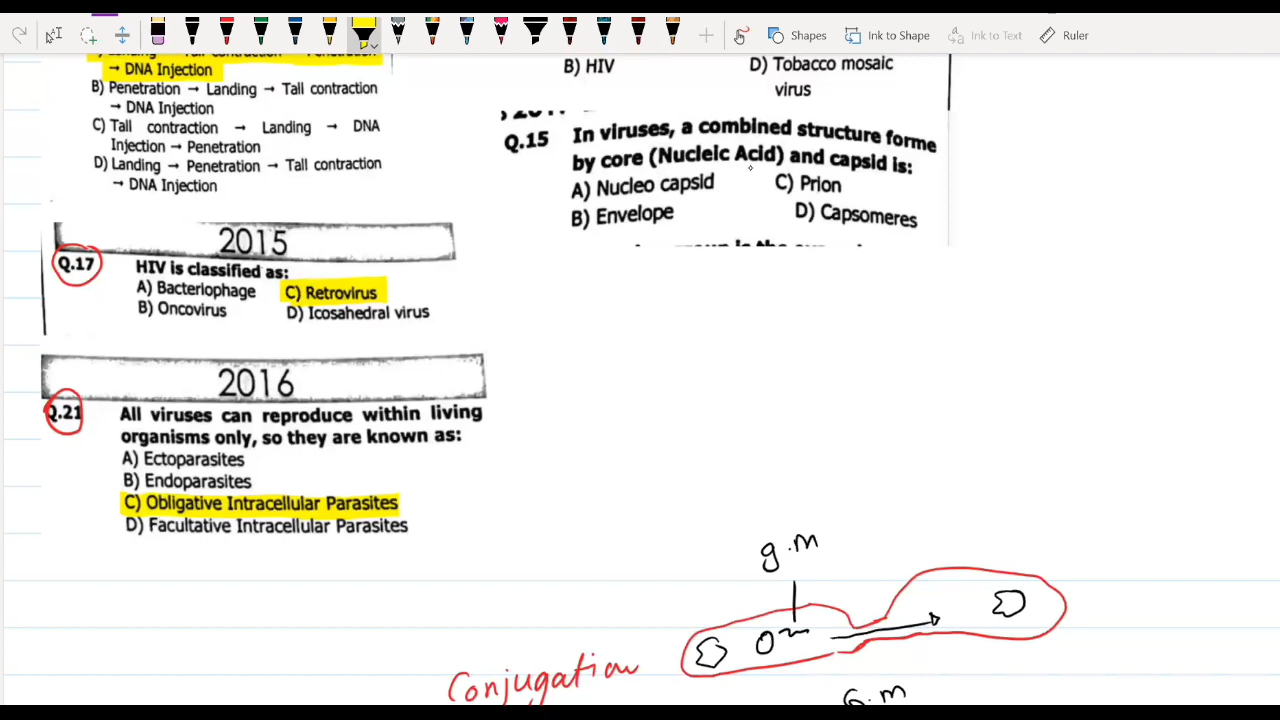 Shapes
Ink to Shape
Ink to Text
Ruler
→ DNA Injection
B) Penetration → Landing → Tall contraction
→ DNA Injection
C) Tall contraction → Landing → DNA
Injection → Penetration
D) Landing → Penetration → Tall contraction
→ DNA Injection
2015
Q.17 HIV is classified as:
A) Bacteriophage C) Retrovirus
B) Oncovirus D) Icosahedral virus
2016
Q.21 All viruses can reproduce within living
organisms only, so they are known as:
A) Ectoparasites
B) Endoparasites
C) Obligative Intracellular Parasites
D) Facultative Intracellular Parasites
B) HIV D) Tobacco mosaic
virus
Q.15 In viruses, a combined structure forme
by core (Nucleic Acid) and capsid is:
A) Nucleo capsid C) Prion
B) Envelope D) Capsomeres
g.m
Conjugation
G.m